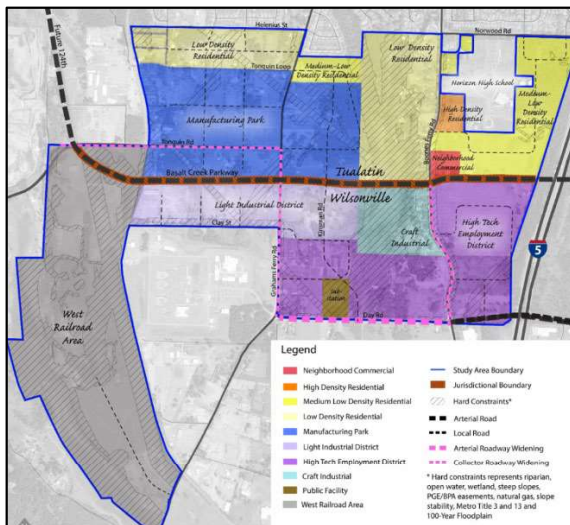 Helenius St
Norwood Rd
Future 124th
Low Density
Residential
Tonquin Loop
Medium-Low
Density Residential
Low Density
Residential
Horizon High School
Medium-Low
Density
Residential
High Density
Residential
Manufacturing Park
Boones Ferry Rd
Neighborhood
Commercial
Tonquin Rd
Basalt Creek Parkway
Tualatin
Wilsonville
Light Industrial District
Clay St
Kinsman Rd
Craft
Industrial
High Tech
Employment
District
5
Grahams Ferry Rd
Sub-
station
Day Rd
West
Railroad
Area
Legend
Neighborhood Commercial
High Density Residential
Medium Low Density Residential
Low Density Residential
Manufacturing Park
Light Industrial District
High Tech Employment District
Craft Industrial
Public Facility
West Railroad Area
Study Area Boundary
Jurisdictional Boundary
Hard Constraints*
Arterial Road
Local Road
Arterial Roadway Widening
Collector Roadway Widening
* Hard constraints represents riparian,
open water, wetland, steep slopes,
PGE/BPA easements, natural gas, slope
stability, Metro Title 3 and 13 and
100-Year Floodplain